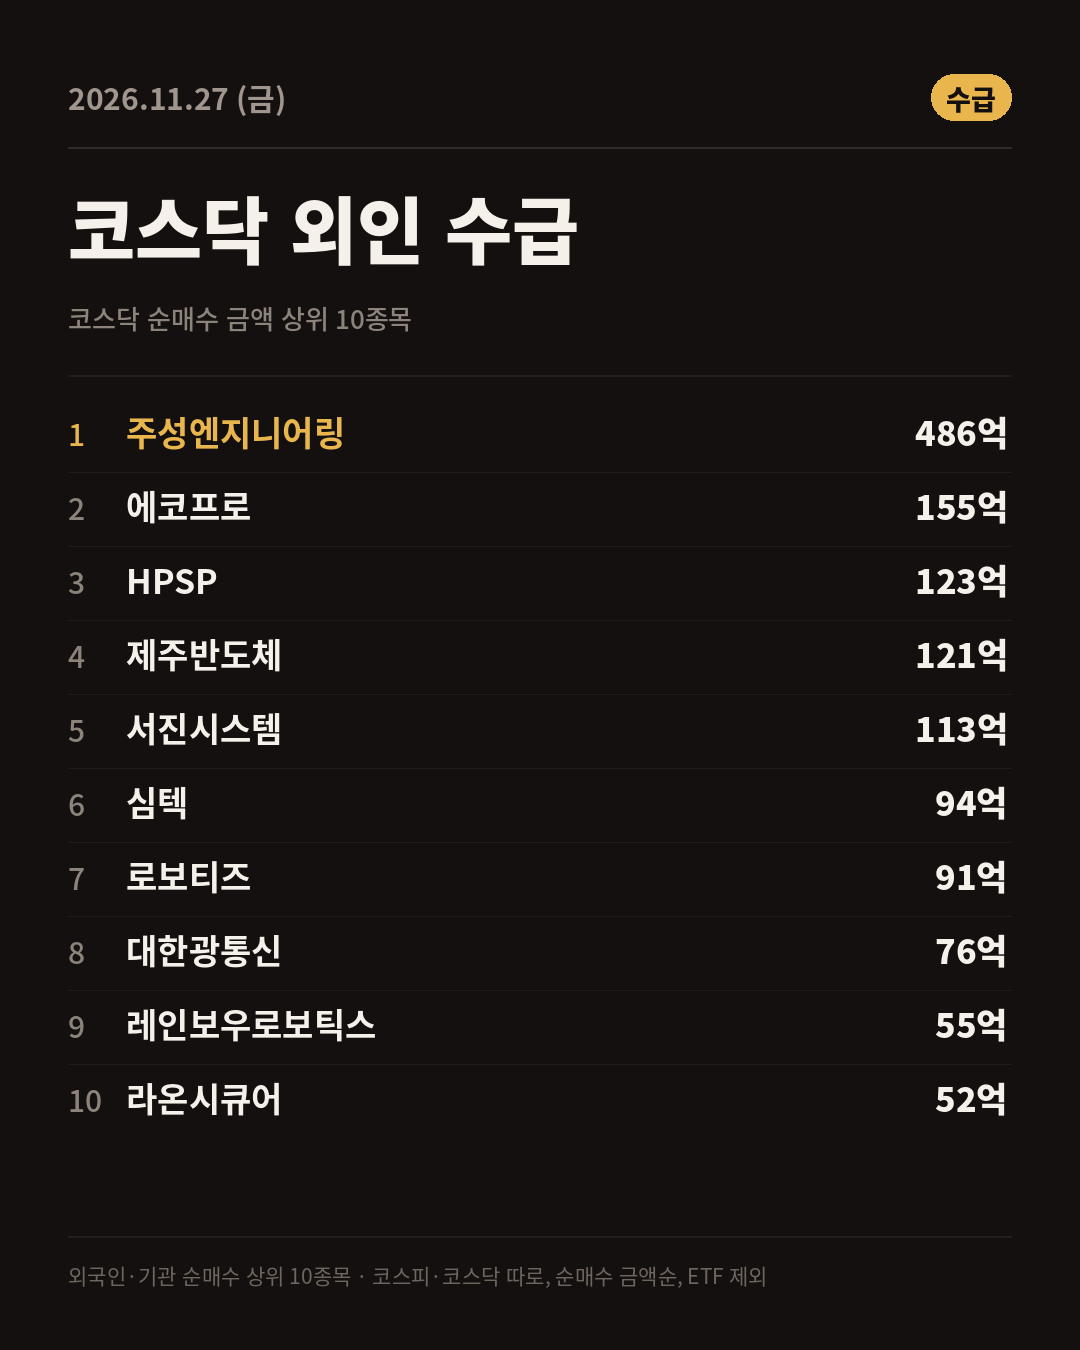 2026.11.27 (금)
수급
코스닥 외인 수급
코스닥 순매수 금액 상위 10종목
1 주성엔지니어링 486억
2 에코프로 155억
3 HPSP 123억
4 제주반도체 121억
5 서진시스템 113억
6 심텍 94억
7 로보티즈 91억
8 대한광통신 76억
9 레인보우로보틱스 55억
10 라온시큐어 52억
외국인·기관 순매수 상위 10종목 · 코스피·코스닥 따로, 순매수 금액순, ETF 제외